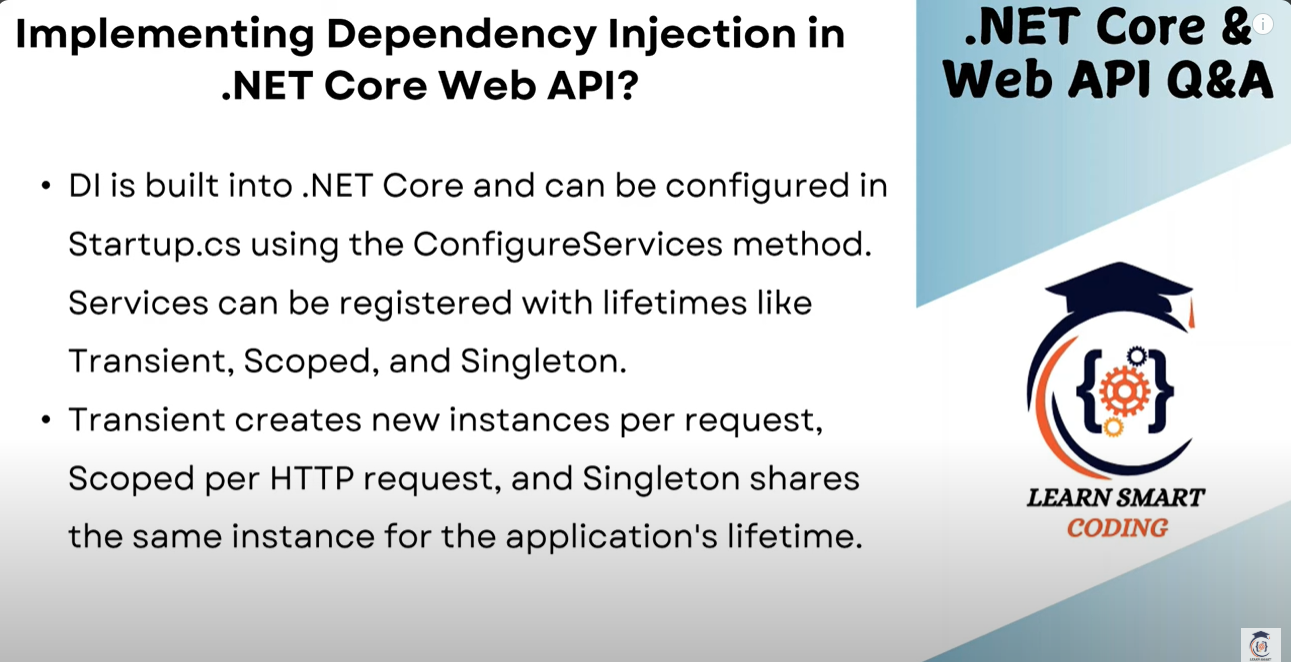 Implementing Dependency Injection in
.NET Core Web API?
• DI is built into .NET Core and can be configured in
Startup.cs using the ConfigureServices method.
Services can be registered with lifetimes like
Transient, Scoped, and Singleton.
• Transient creates new instances per request,
Scoped per HTTP request, and Singleton shares
the same instance for the application's lifetime.
.NET Core &
Web API Q&A
{ }
LEARN SMART
CODING
LEARN SMART